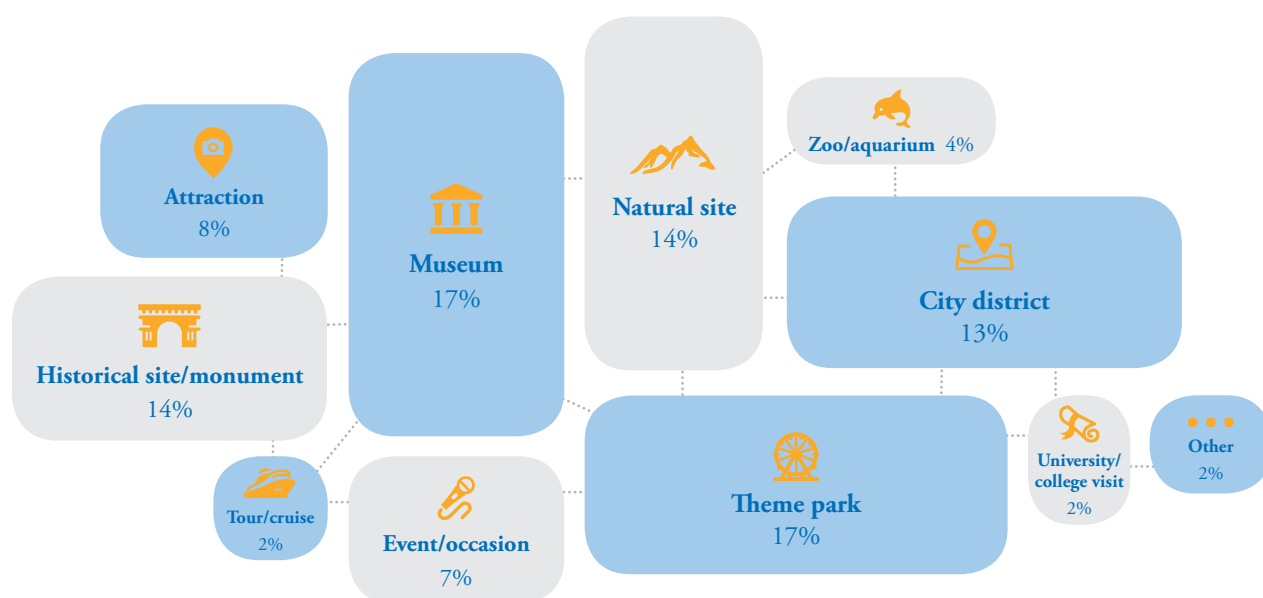 Attraction
8%
Museum
17%
Natural site
14%
Zoo/aquarium 4%
City district
13%
Historical site/monument
14%
Tour/cruise
2%
Event/occasion
7%
Theme park
17%
University/
college visit
2%
Other
2%